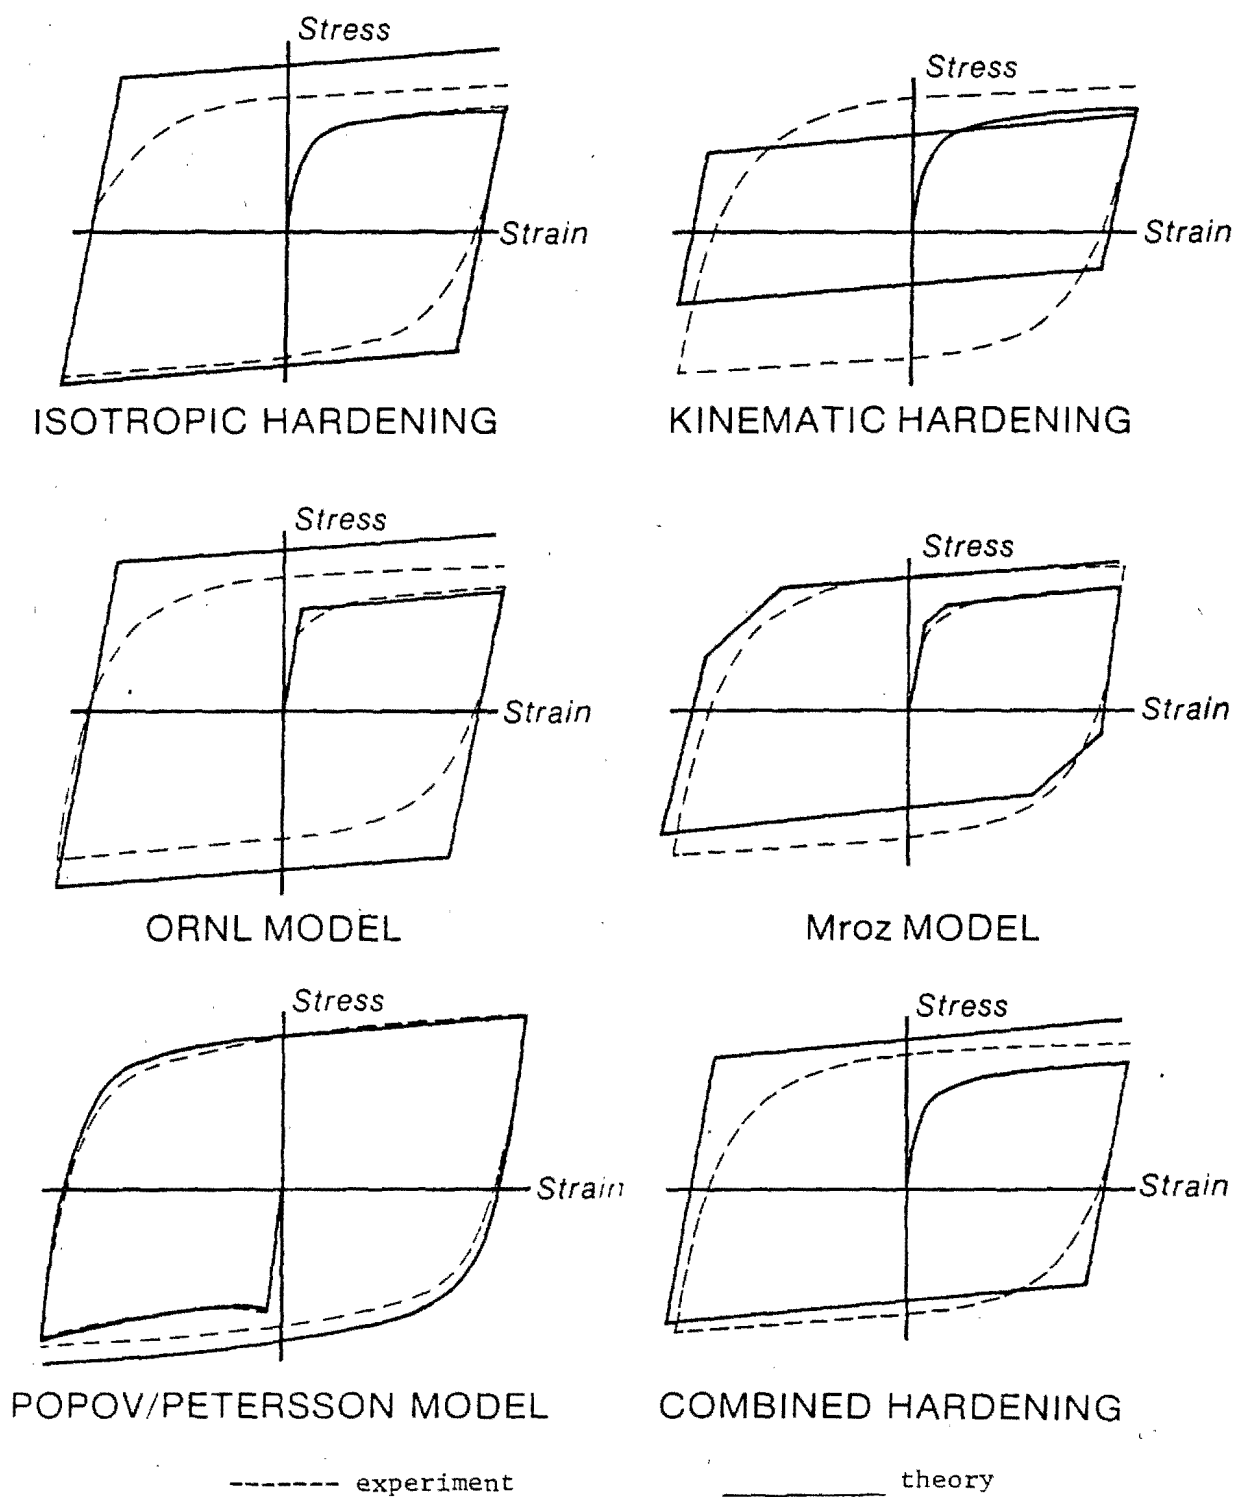 Stress
Strain
ISOTROPIC HARDENING
Stress
Strain
KINEMATIC HARDENING
Stress
Strain
ORNL MODEL
Stress
Strain
Mroz MODEL
Stress
Strain
POPOV/PETERSSON MODEL
Stress
Strain
COMBINED HARDENING
experiment
theory